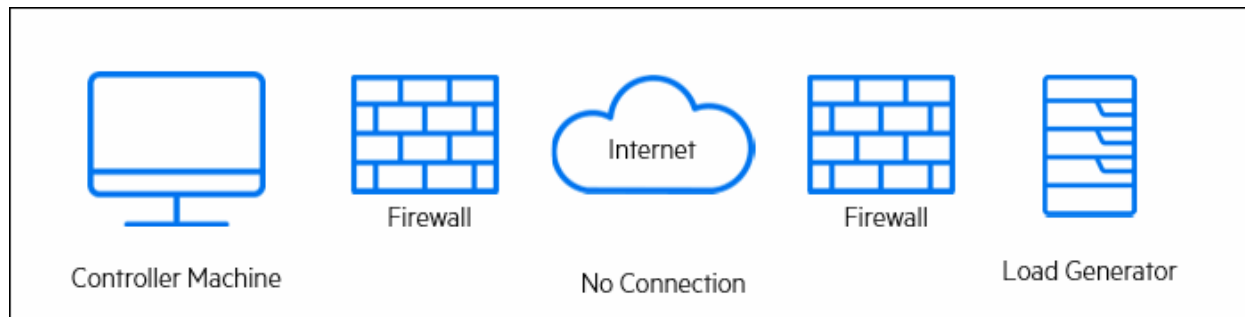 Internet
Firewall
Firewall
Controller Machine
No Connection
Load Generator